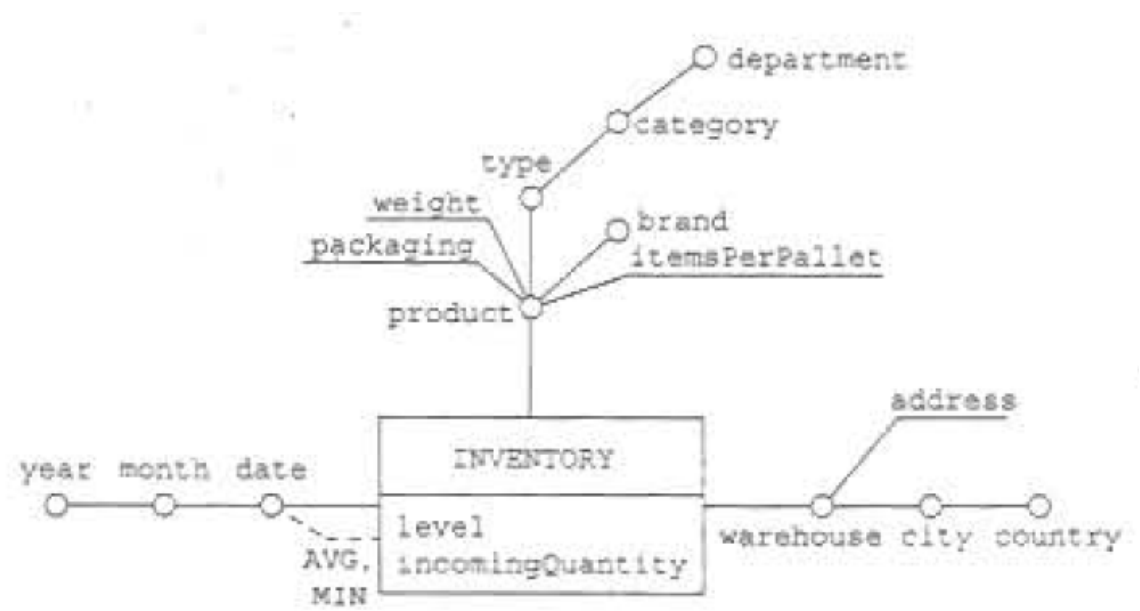 department
category
type
weight
brand
packaging
itemsPerPallet
product
address
INVENTORY
year month date
level
warehouse city country
AVG,
incomingQuantity
MIN